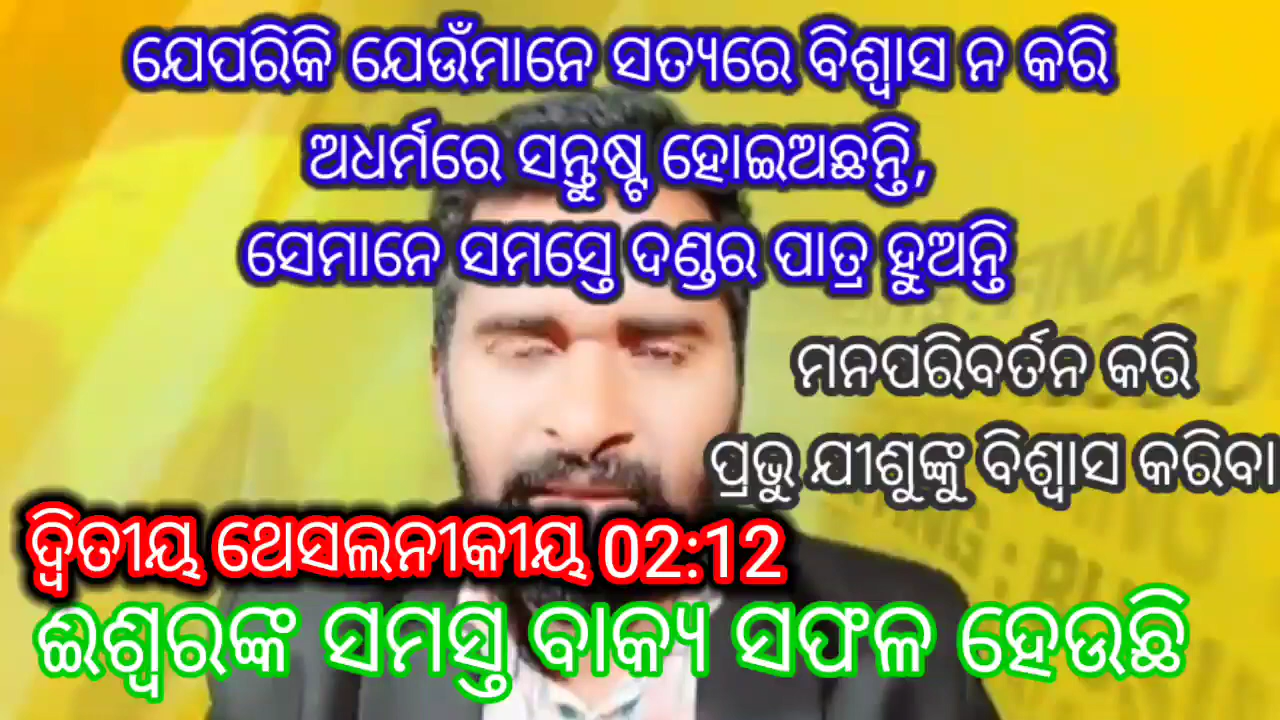 ଯେପରିକି ଯେଉଁମାନେ ସତ୍ୟରେ ବିଶ୍ୱାସ ନ କରି
ଅଧର୍ମରେ ସନ୍ତୁଷ୍ଟ ହୋଇଅଛନ୍ତି,
ସେମାନେ ସମସ୍ତେ ଦଣ୍ଡର ପାତ୍ର ହୁଅନ୍ତି
ମନପରିବର୍ତନ କରି
ପ୍ରଭୁ ଯୀଶୁଙ୍କୁ ବିଶ୍ୱାସ କରିବା
ଦ୍ୱିତୀୟ ଥେସଲନୀକୀୟ 02:12
ଈଶ୍ୱରଙ୍କ ସମସ୍ତ ବାକ୍ୟ ସଫଳ ହେଉଛି